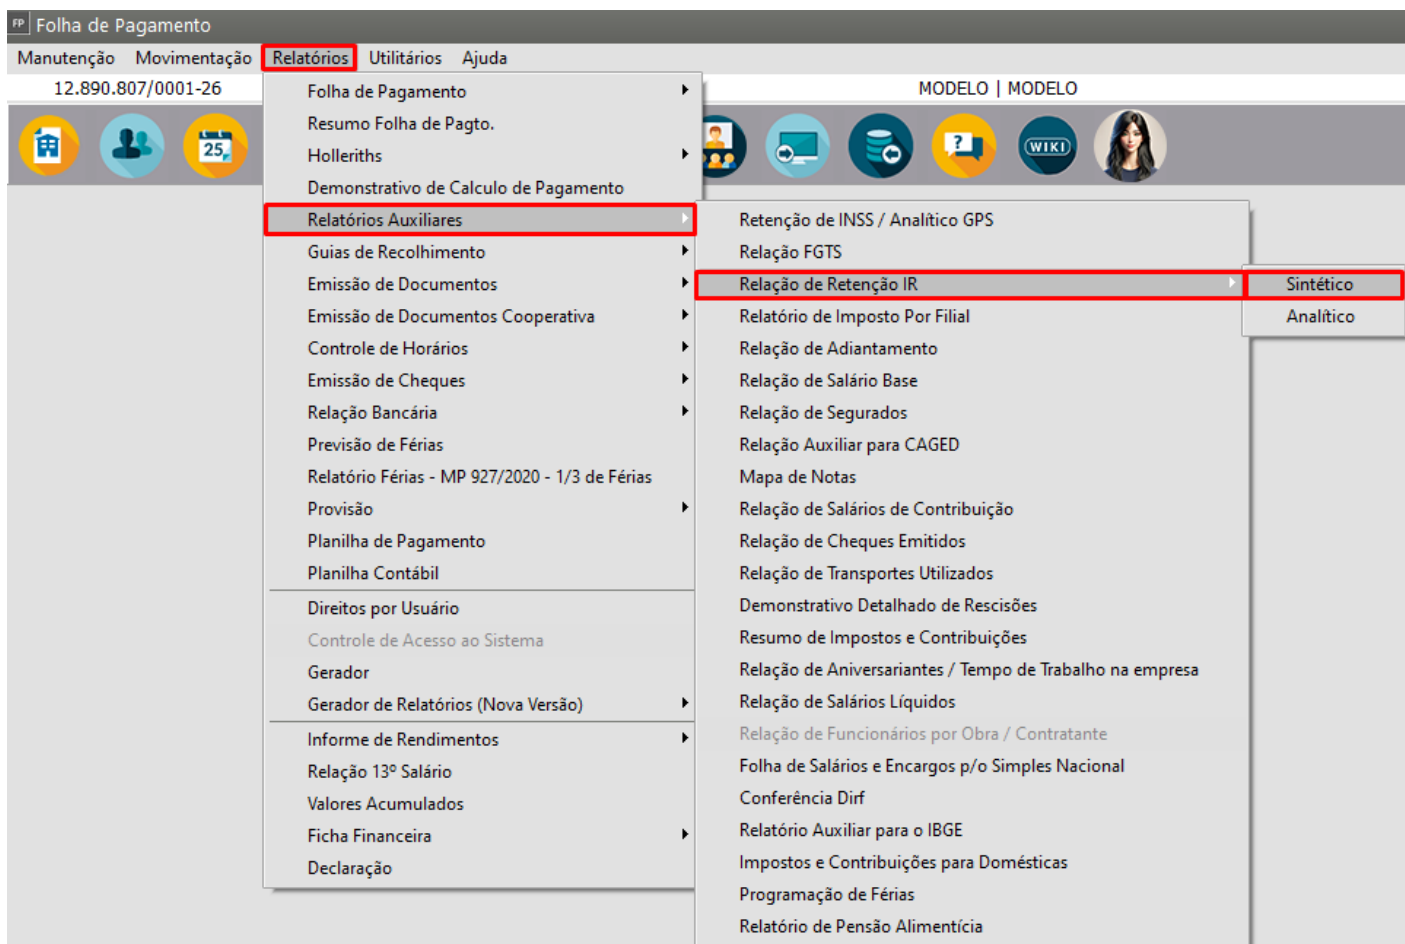 FP Folha de Pagamento
Manutenção Movimentação Relatórios Utilitários Ajuda
12.890.807/0001-26 MODELO | MODELO
25
?
WIKI
Folha de Pagamento
Resumo Folha de Pagto.
Holleriths
Demonstrativo de Calculo de Pagamento
Relatórios Auxiliares
Guias de Recolhimento
Emissão de Documentos
Emissão de Documentos Cooperativa
Controle de Horários
Emissão de Cheques
Relação Bancária
Previsão de Férias
Relatório Férias - MP 927/2020 - 1/3 de Férias
Provisão
Planilha de Pagamento
Planilha Contábil
Direitos por Usuário
Controle de Acesso ao Sistema
Gerador
Gerador de Relatórios (Nova Versão)
Informe de Rendimentos
Relação 13º Salário
Valores Acumulados
Ficha Financeira
Declaração
Retenção de INSS / Analítico GPS
Relação FGTS
Relação de Retenção IR
Relatório de Imposto Por Filial
Relação de Adiantamento
Relação de Salário Base
Relação de Segurados
Relação Auxiliar para CAGED
Mapa de Notas
Relação de Salários de Contribuição
Relação de Cheques Emitidos
Relação de Transportes Utilizados
Demonstrativo Detalhado de Rescisões
Resumo de Impostos e Contribuições
Relação de Aniversariantes / Tempo de Trabalho na empresa
Relação de Salários Líquidos
Relação de Funcionários por Obra / Contratante
Folha de Salários e Encargos p/o Simples Nacional
Conferência Dirf
Relatório Auxiliar para o IBGE
Impostos e Contribuições para Domésticas
Programação de Férias
Relatório de Pensão Alimentícia
Sintético
Analítico